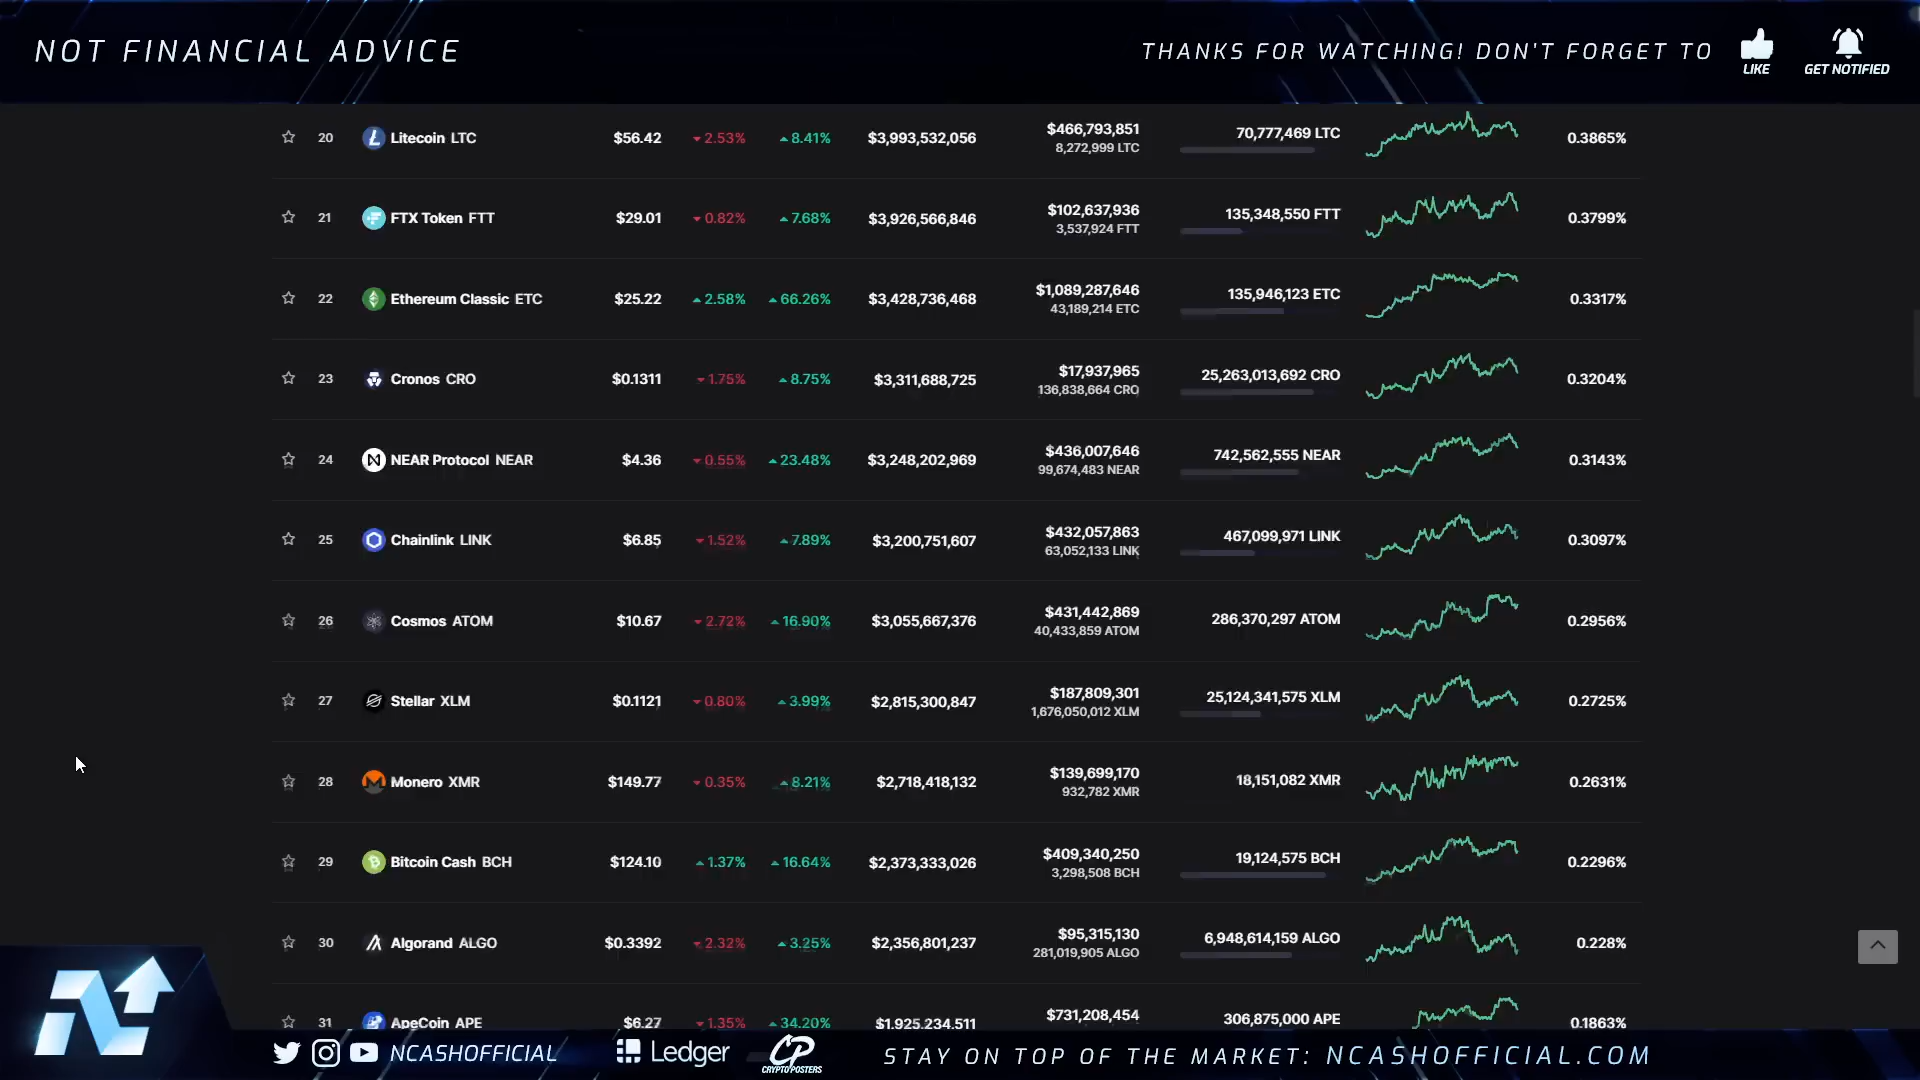 NOT FINANCIAL ADVICE
THANKS FOR WATCHING! DON'T FORGET TO
LIKE
GET NOTIFIED
20 Litecoin LTC $56.42 2.53% 8.41% $3,993,532,056 $466,793,851 70,777,469 LTC 0.3865%
8,272,999 LTC
21 FTX Token FTT $29.01 0.82% 7.68% $3,926,566,846 $102,637,936 135,348,550 FTT 0.3799%
3,537,924 FTT
22 Ethereum Classic ETC $25.22 2.58% 66.26% $3,428,736,468 $1,089,287,646 135,946,123 ETC 0.3317%
43,189,214 ETC
23 Cronos CRO $0.1311 1.75% 8.75% $3,311,688,725 $17,937,965 25,263,013,692 CRO 0.3204%
136,838,664 CRO
24 NEAR Protocol NEAR $4.36 0.55% 23.48% $3,248,202,969 $436,007,646 742,562,555 NEAR 0.3143%
99,674,483 NEAR
25 Chainlink LINK $6.85 1.52% 7.89% $3,200,751,607 $432,057,863 467,099,971 LINK 0.3097%
63,052,133 LINK
26 Cosmos ATOM $10.67 2.72% 16.90% $3,055,667,376 $431,442,869 286,370,297 ATOM 0.2956%
40,433,859 ATOM
27 Stellar XLM $0.1121 0.80% 3.99% $2,815,300,847 $187,809,301 25,124,341,575 XLM 0.2725%
1,676,050,012 XLM
28 Monero XMR $149.77 0.35% 8.21% $2,718,418,132 $139,699,170 18,151,082 XMR 0.2631%
932,782 XMR
29 Bitcoin Cash BCH $124.10 1.37% 16.64% $2,373,333,026 $409,340,250 19,124,575 BCH 0.2296%
3,298,508 BCH
30 Algorand ALGO $0.3392 2.32% 3.25% $2,356,801,237 $95,315,130 6,948,614,159 ALGO 0.228%
281,019,905 ALGO
31 ApeCoin APE $6.27 1.35% 34.20% $1,925,234,511 $731,208,454 306,875,000 APE 0.1863%
NCASHOFFICIAL
Ledger
CP
CRYPTOPOSTERS
STAY ON TOP OF THE MARKET: NCASHOFFICIAL.COM